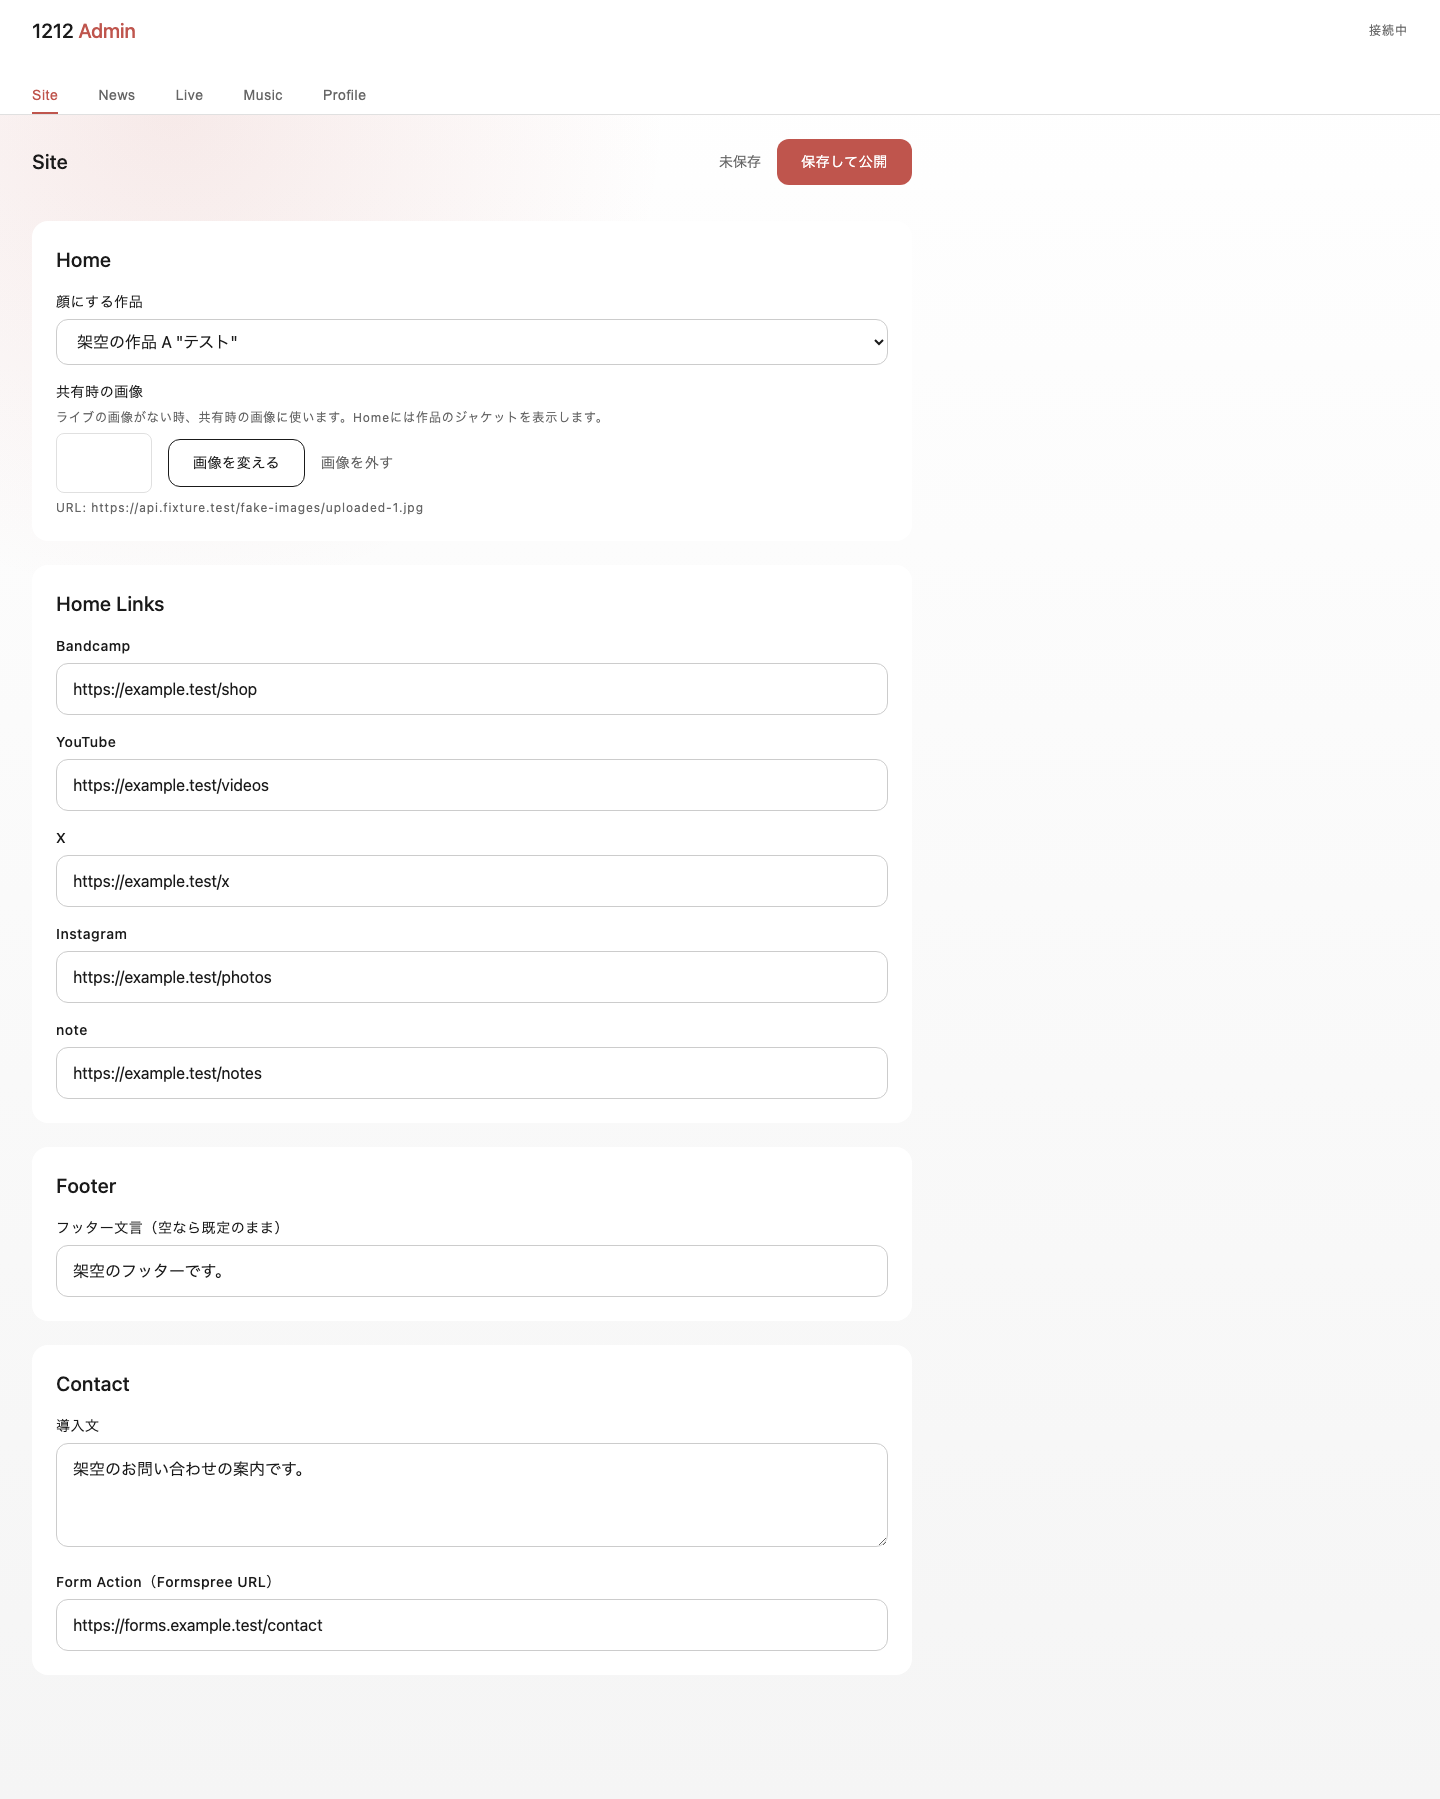 1212 Admin
接続中
Site
News
Live
Music
Profile
Site
未保存
保存して公開
Home
顔にする作品
架空の作品 A "テスト"
共有時の画像
ライブの画像がない時、共有時の画像に使います。Homeには作品のジャケットを表示します。
画像を変える
画像を外す
URL: https://api.fixture.test/fake-images/uploaded-1.jpg
Home Links
Bandcamp
https://example.test/shop
YouTube
https://example.test/videos
X
https://example.test/x
Instagram
https://example.test/photos
note
https://example.test/notes
Footer
フッター文言（空なら既定のまま）
架空のフッターです。
Contact
導入文
架空のお問い合わせの案内です。
Form Action（Formspree URL）
https://forms.example.test/contact